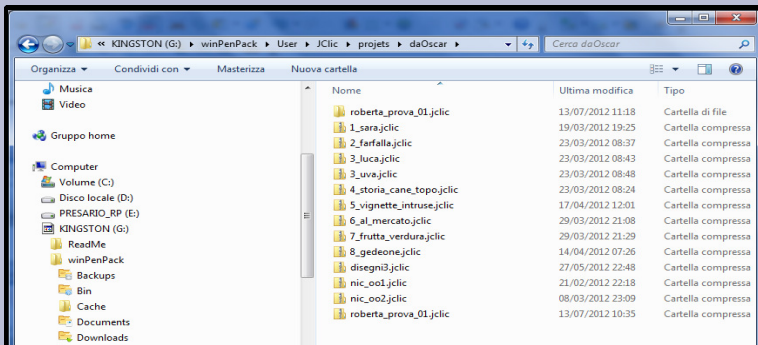 « KINGSTON (G:) ▸ winPenPack ▸ User ▸ JClic ▸ projets ▸ daOscar ▸ Cerca daOscar
Organizza Condividi con Masterizza Nuova cartella
Musica
Video
Gruppo home
Computer
Volume (C:)
Disco locale (D:)
PRESARIO_RP (E:)
KINGSTON (G:)
ReadMe
winPenPack
Backups
Bin
Cache
Documents
Downloads
Nome Ultima modifica Tipo
roberta_prova_01.jclic 13/07/2012 11:18 Cartella di file
1_sara.jclic 19/03/2012 19:25 Cartella compressa
2_farfalla.jclic 23/03/2012 08:37 Cartella compressa
3_luca.jclic 23/03/2012 08:43 Cartella compressa
3_uva.jclic 23/03/2012 08:48 Cartella compressa
4_storia_cane_topo.jclic 23/03/2012 08:24 Cartella compressa
5_vignette_intruse.jclic 17/04/2012 12:01 Cartella compressa
6_al_mercato.jclic 29/03/2012 21:08 Cartella compressa
7_frutta_verdura.jclic 29/03/2012 21:29 Cartella compressa
8_gedeone.jclic 14/04/2012 07:26 Cartella compressa
disegni3.jclic 27/05/2012 22:48 Cartella compressa
nic_oo1.jclic 21/02/2012 22:18 Cartella compressa
nic_oo2.jclic 08/03/2012 23:09 Cartella compressa
roberta_prova_01.jclic 13/07/2012 10:35 Cartella compressa